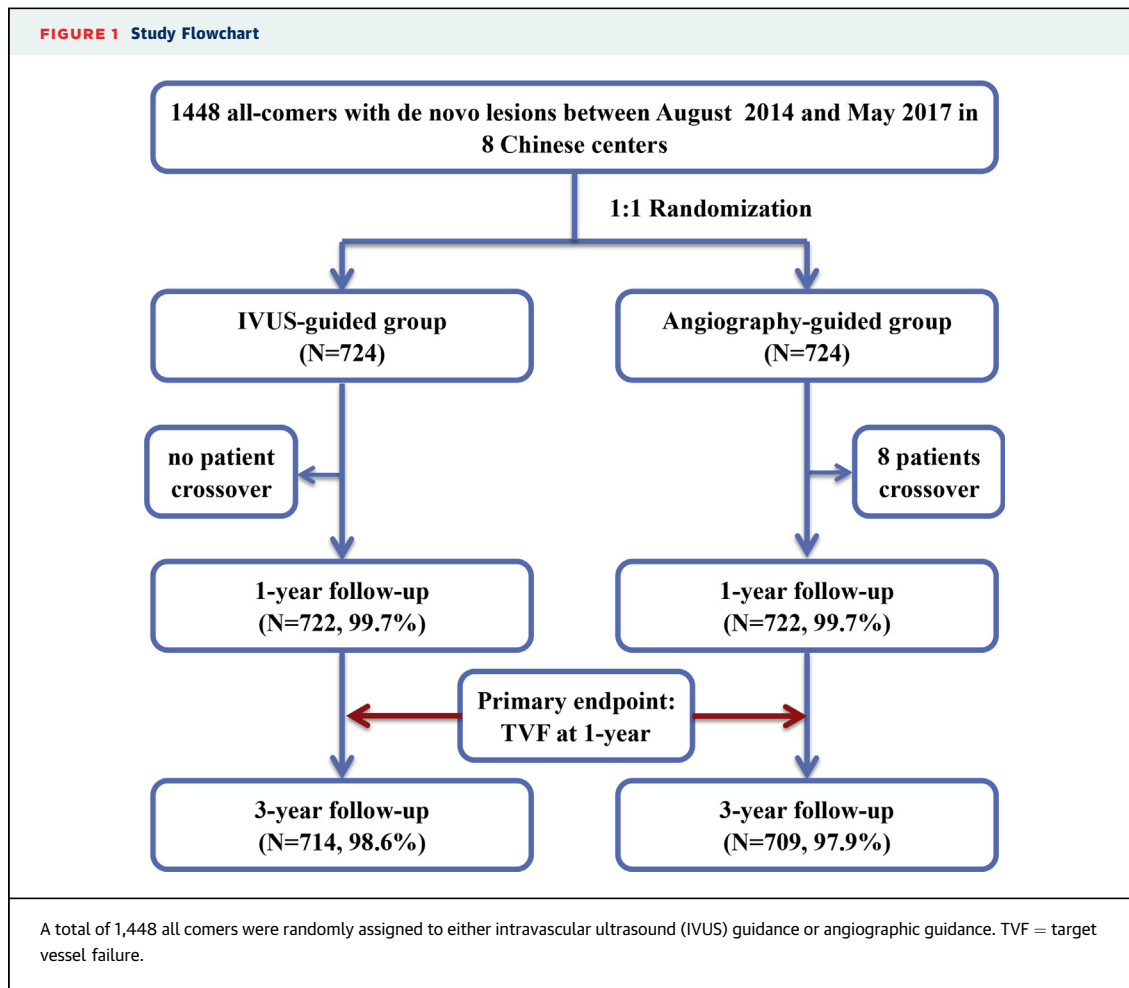 FIGURE 1 Study Flowchart
1448 all-comers with de novo lesions between August 2014 and May 2017 in
8 Chinese centers
1:1 Randomization
IVUS-guided group
(N=724)
Angiography-guided group
(N=724)
no patient
crossover
8 patients
crossover
1-year follow-up
(N=722, 99.7%)
1-year follow-up
(N=722, 99.7%)
Primary endpoint:
TVF at 1-year
3-year follow-up
(N=714, 98.6%)
3-year follow-up
(N=709, 97.9%)
A total of 1,448 all comers were randomly assigned to either intravascular ultrasound (IVUS) guidance or angiographic guidance. TVF = target
vessel failure.